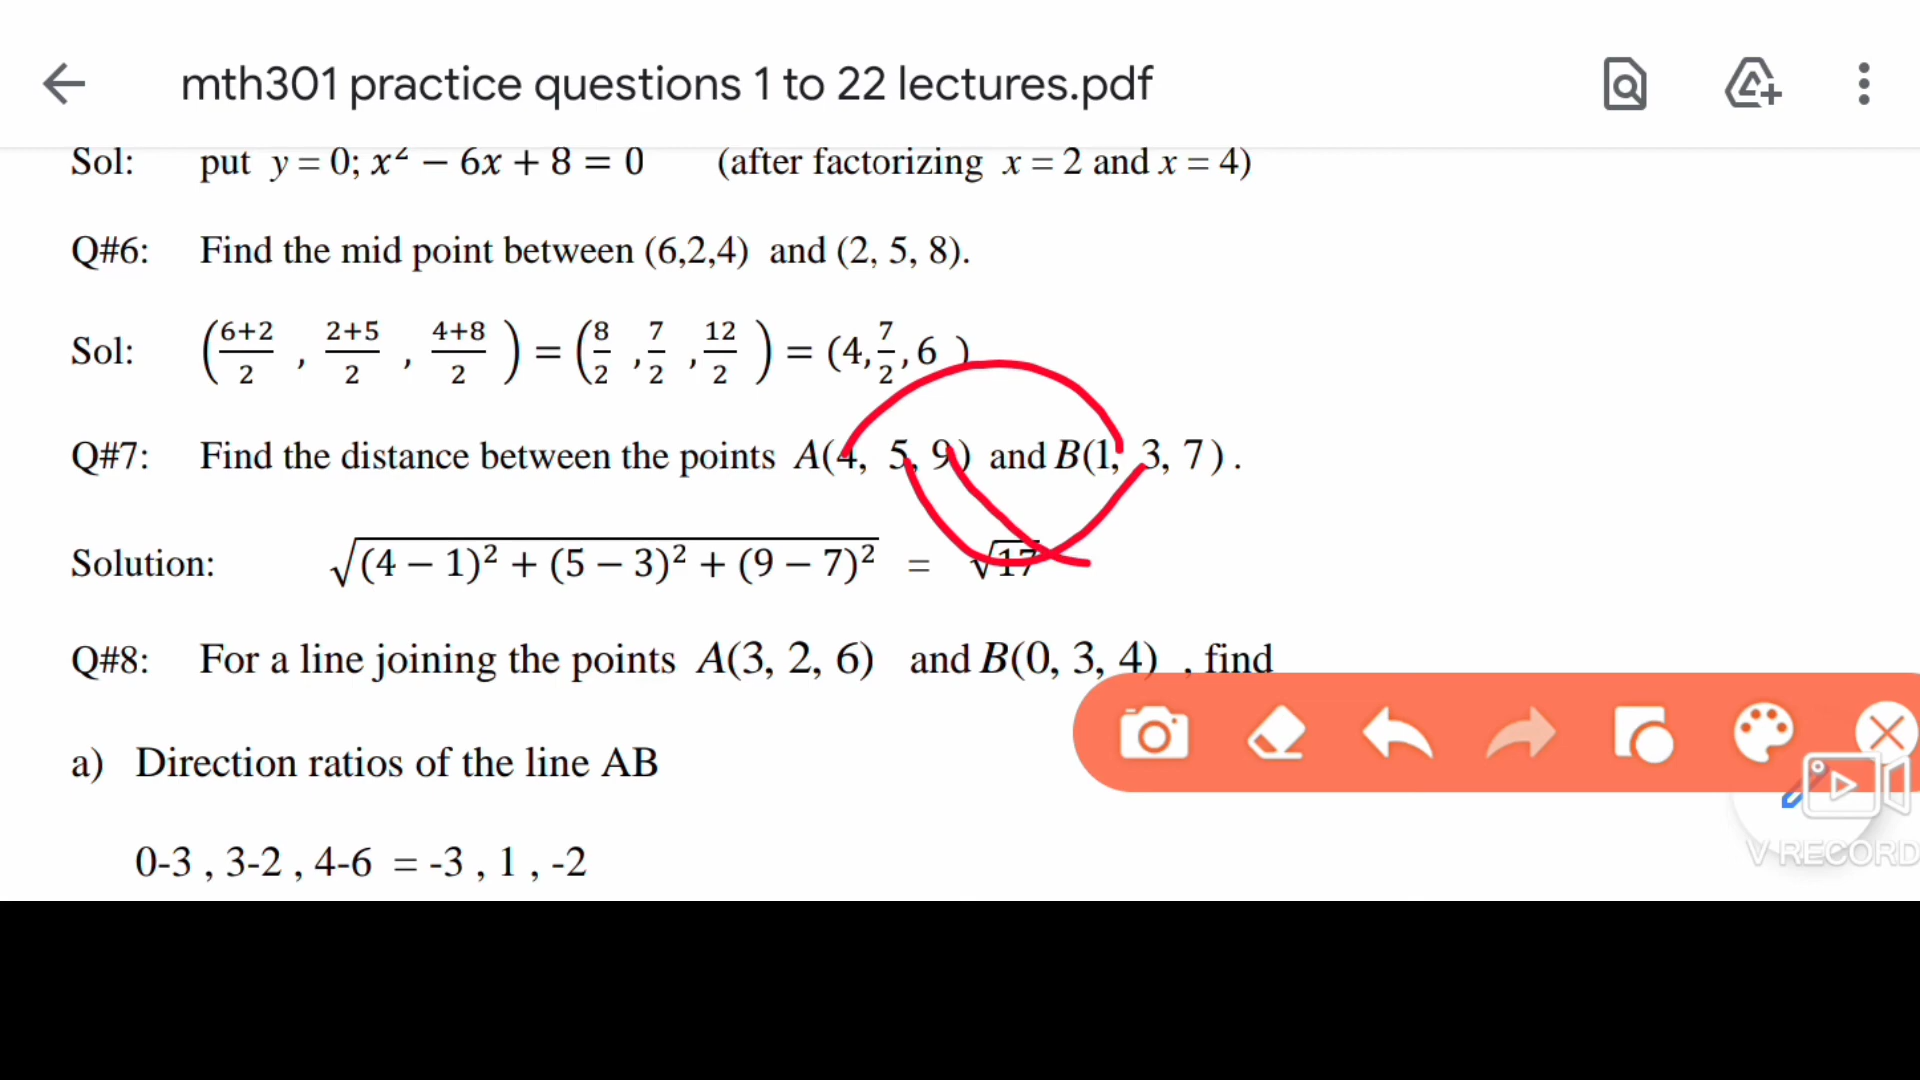 mth301 practice questions 1 to 22 lectures.pdf
Sol: put y = 0; x² − 6x + 8 = 0 (after factorizing x = 2 and x = 4)
Q#6: Find the mid point between (6,2,4) and (2, 5, 8).
Sol: (6+2/2 , 2+5/2 , 4+8/2 ) = (8/2 ,7/2 ,12/2 ) = (4,7/2,6 )
Q#7: Find the distance between the points A(4, 5, 9) and B(1, 3, 7) .
Solution: √(4 − 1)² + (5 − 3)² + (9 − 7)² = √17
Q#8: For a line joining the points A(3, 2, 6) and B(0, 3, 4) , find
a) Direction ratios of the line AB
0-3 , 3-2 , 4-6 = -3 , 1 , -2
V RECORD